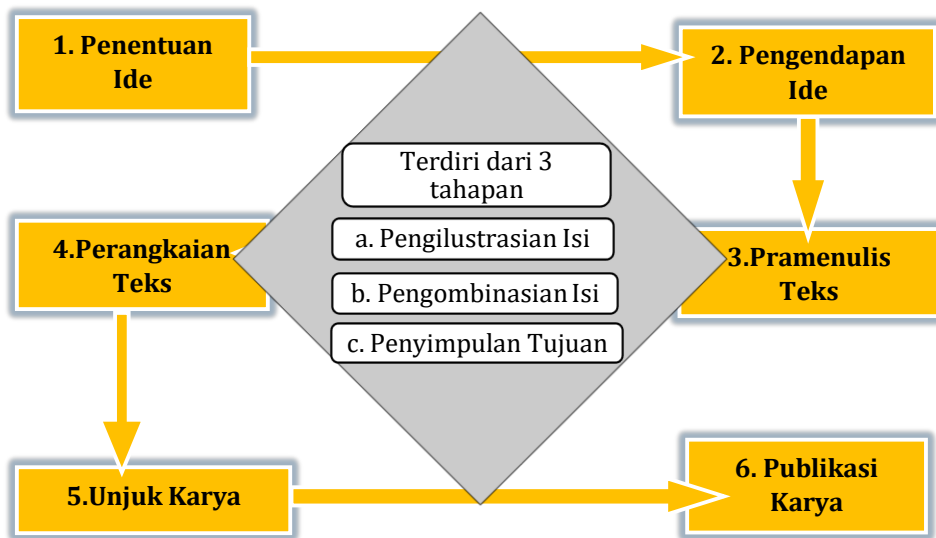 1. Penentuan
Ide
2. Pengendapan
Ide
Terdiri dari 3
tahapan
a. Pengilustrasian Isi
b. Pengombinasian Isi
c. Penyimpulan Tujuan
3.Pramenulis
Teks
4.Perangkaian
Teks
5.Unjuk Karya
6. Publikasi
Karya